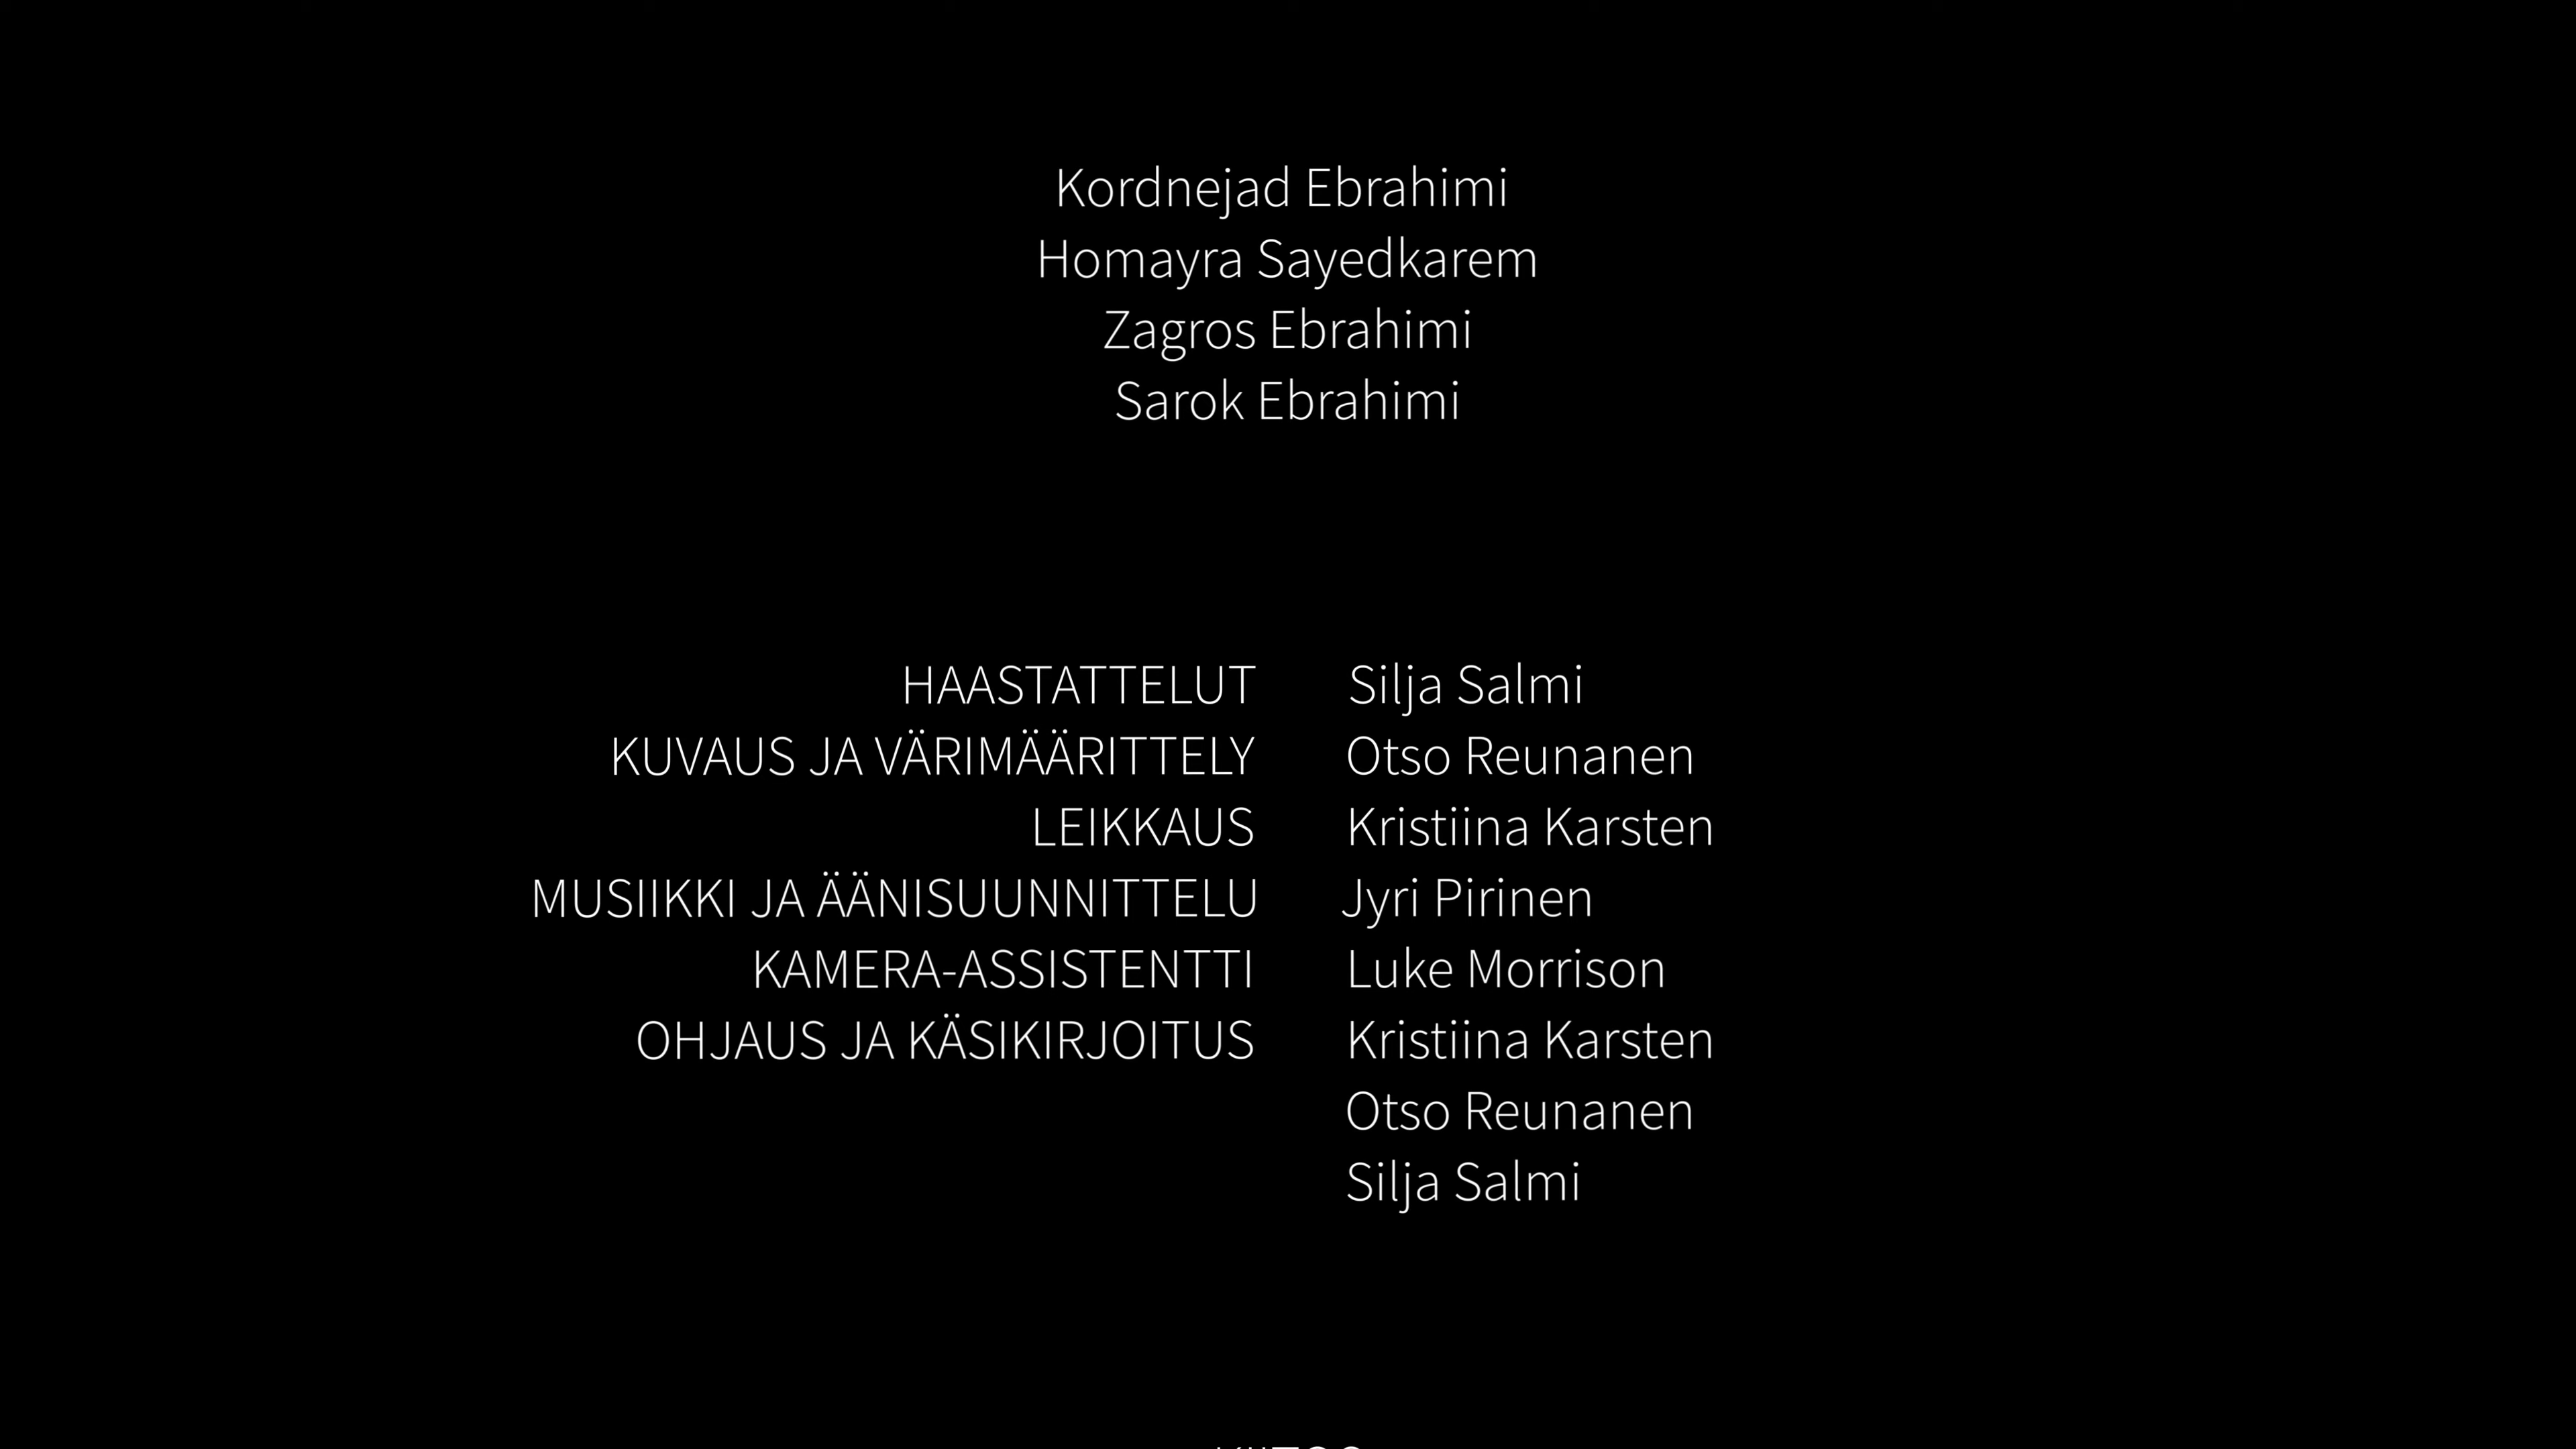 Kordnejad Ebrahimi
Homayra Sayedkarem
Zagros Ebrahimi
Sarok Ebrahimi
HAASTATTELUT Silja Salmi
KUVAUS JA VÄRIMÄÄRITTELY Otso Reunanen
LEIKKAUS Kristiina Karsten
MUSIIKKI JA ÄÄNISUUNNITTELU Jyri Pirinen
KAMERA-ASSISTENTTI Luke Morrison
OHJAUS JA KÄSIKIRJOITUS Kristiina Karsten
Otso Reunanen
Silja Salmi